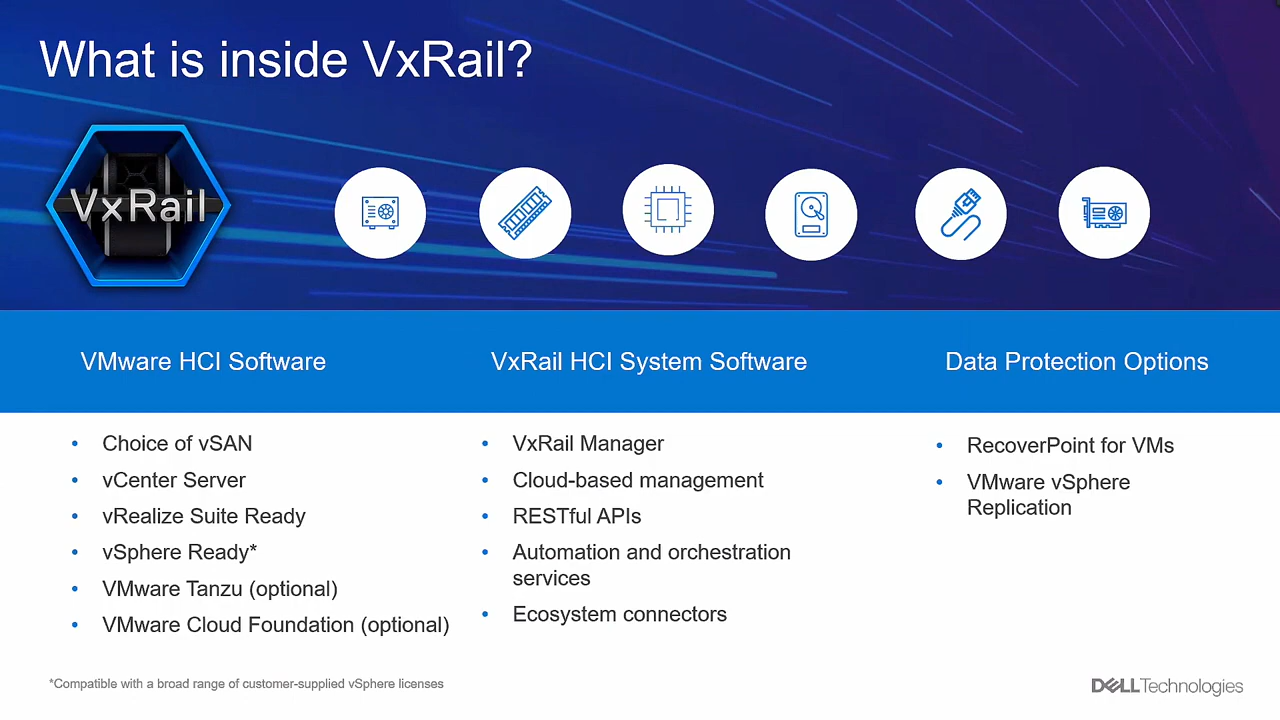 What is inside VxRail?
VxRail
VMware HCI Software
VxRail HCI System Software
Data Protection Options
• Choice of vSAN
• vCenter Server
• vRealize Suite Ready
• vSphere Ready*
• VMware Tanzu (optional)
• VMware Cloud Foundation (optional)
• VxRail Manager
• Cloud-based management
• RESTful APIs
• Automation and orchestration
services
• Ecosystem connectors
• RecoverPoint for VMs
• VMware vSphere
Replication
*Compatible with a broad range of customer-supplied vSphere licenses
DELLTechnologies